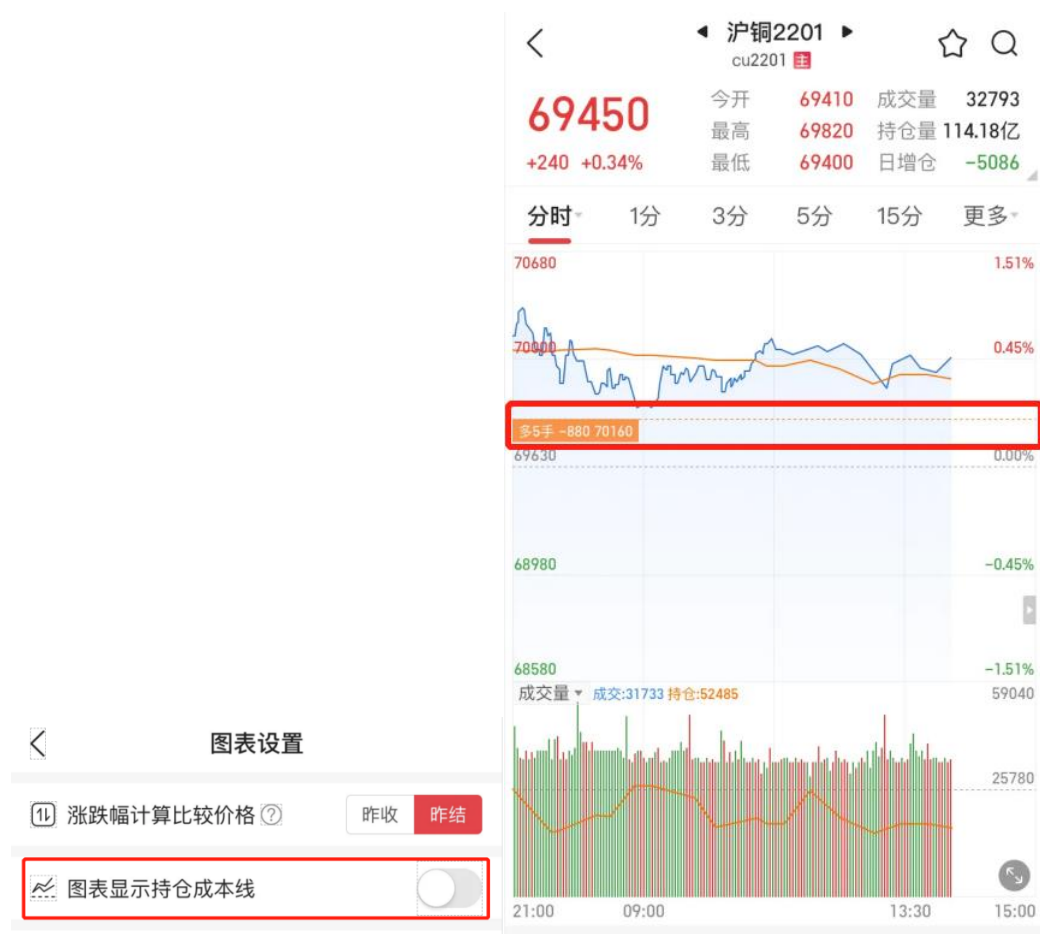 图表设置
涨跌幅计算比较价格 ? 昨收 昨结
图表显示持仓成本线
沪铜2201
cu2201 主
69450
+240 +0.34%
今开 69410 成交量 32793
最高 69820 持仓量 114.18亿
最低 69400 日增仓 -5086
分时 1分 3分 5分 15分 更多
70680 1.51%
70000 0.45%
多5手 -880 70160
69630 0.00%
68980 -0.45%
68580 -1.51%
成交量 成交:31733 持仓:52485 59040
25780
21:00 09:00 13:30 15:00